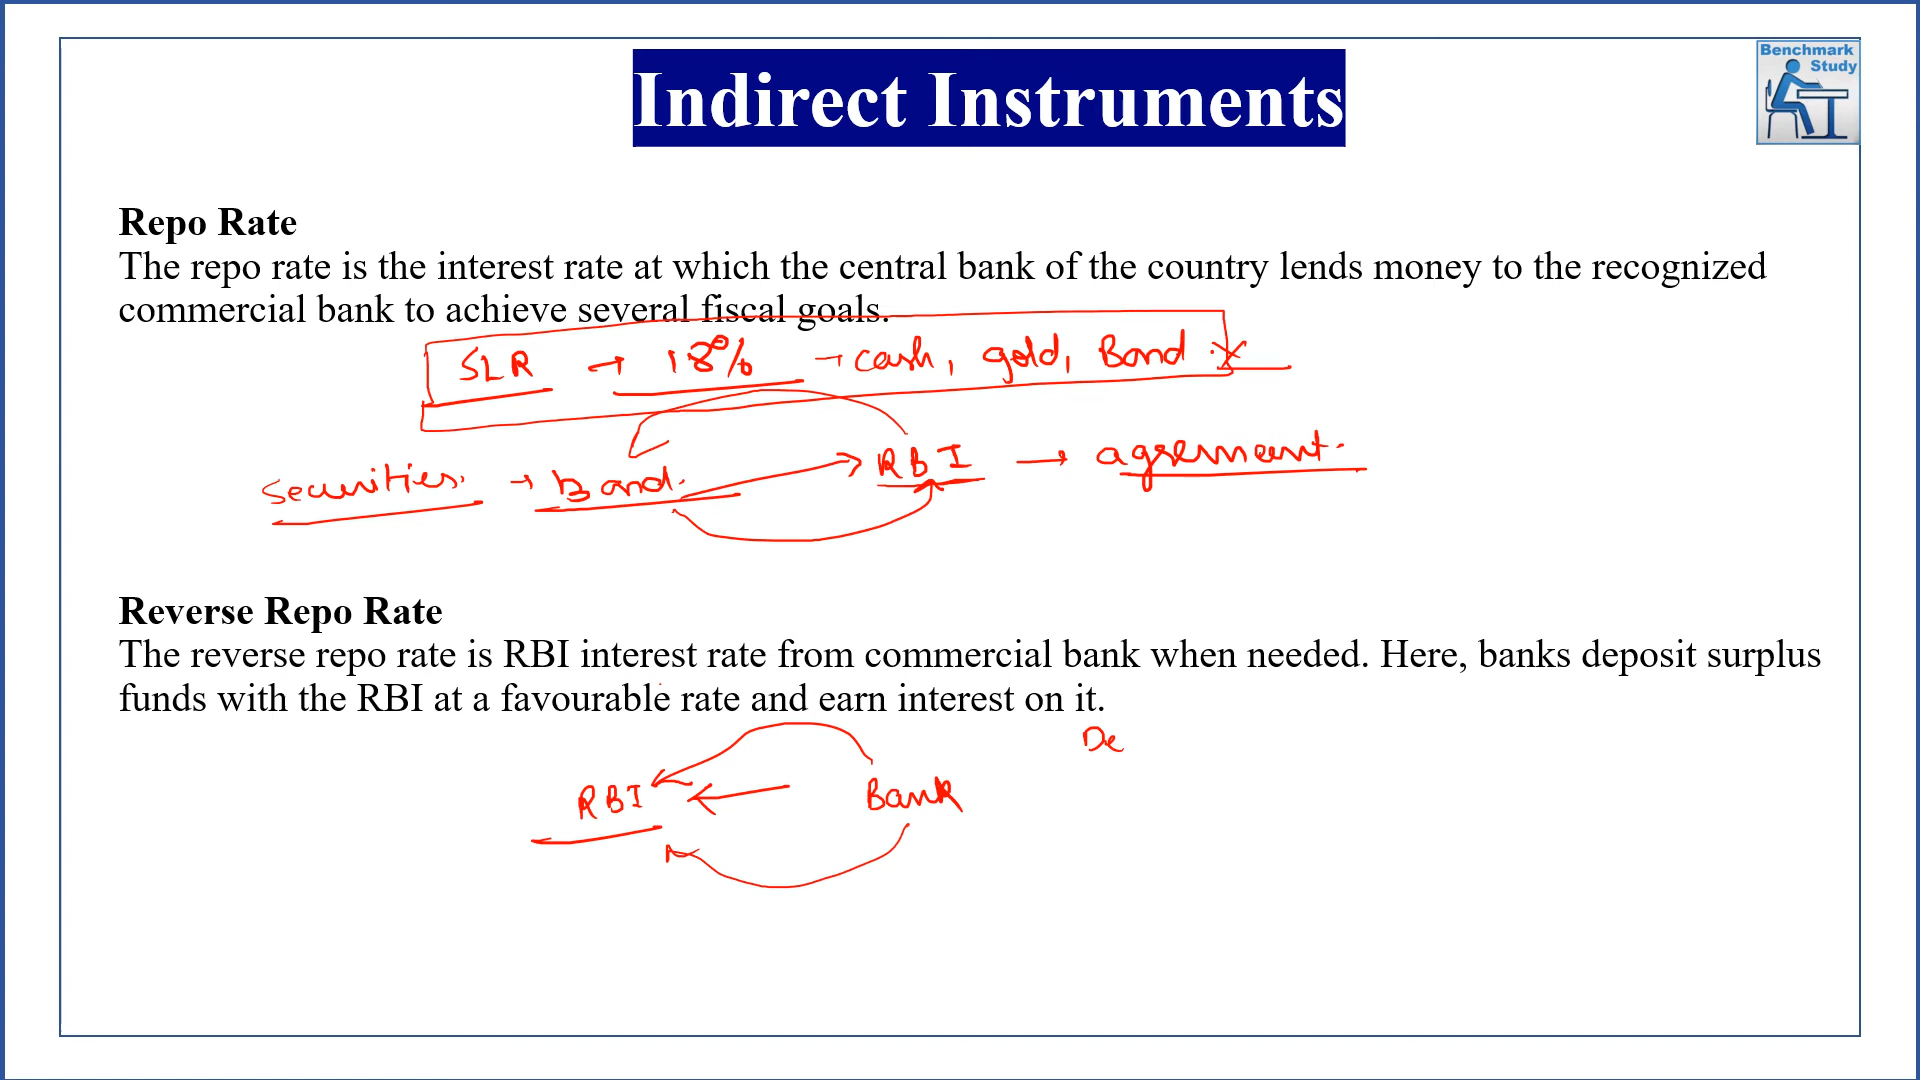 Benchmark
Study
Indirect Instruments
Repo Rate
The repo rate is the interest rate at which the central bank of the country lends money to the recognized
commercial bank to achieve several fiscal goals.
SLR → 18% → cash, gold, Bond.
Securities. → Bond. RBI → agrement.
Reverse Repo Rate
The reverse repo rate is RBI interest rate from commercial bank when needed. Here, banks deposit surplus
funds with the RBI at a favourable rate and earn interest on it.
De
RBI ← Bank